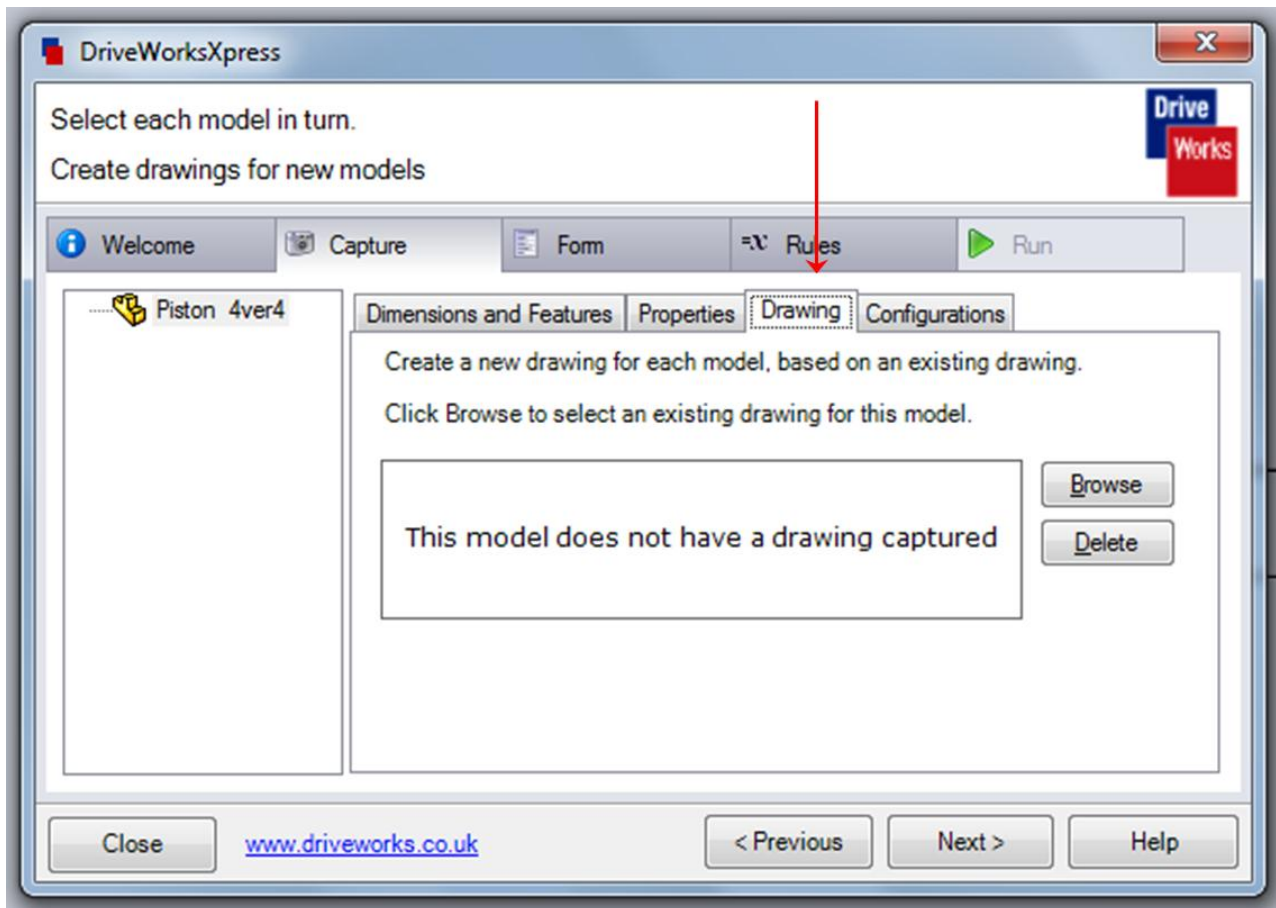 DriveWorksXpress
x
Select each model in turn.
Create drawings for new models
Drive
Works
i Welcome Capture Form =x Rules Run
Piston 4ver4
Dimensions and Features Properties Drawing Configurations
Create a new drawing for each model, based on an existing drawing.
Click Browse to select an existing drawing for this model.
This model does not have a drawing captured
Browse
Delete
Close www.driveworks.co.uk < Previous Next > Help